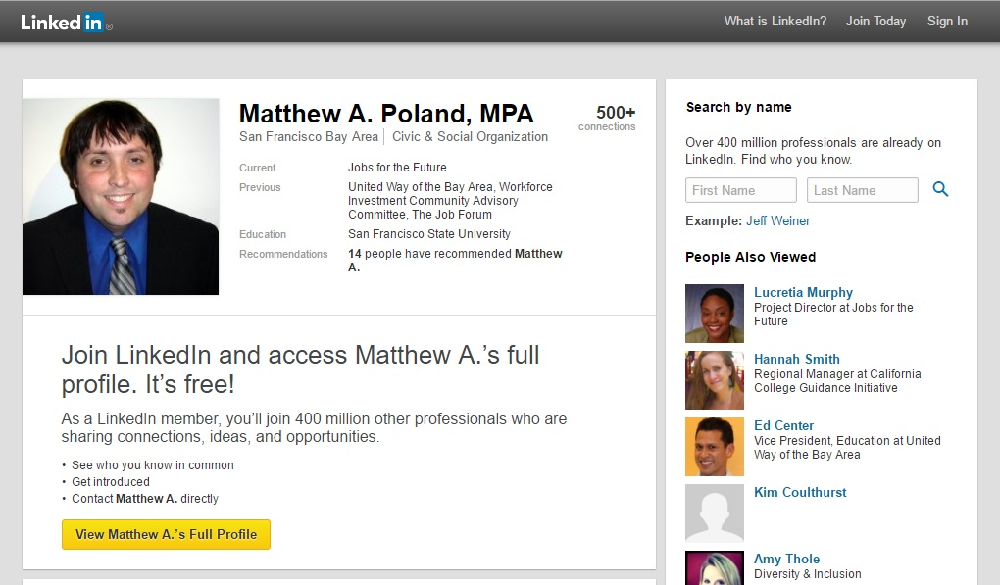 Linked in ®
What is LinkedIn? Join Today Sign In
Matthew A. Poland, MPA
San Francisco Bay Area | Civic & Social Organization
500+
connections
Current Jobs for the Future
Previous United Way of the Bay Area, Workforce
Investment Community Advisory
Committee, The Job Forum
Education San Francisco State University
Recommendations 14 people have recommended Matthew
A.
Join LinkedIn and access Matthew A.’s full
profile. It’s free!
As a LinkedIn member, you’ll join 400 million other professionals who are
sharing connections, ideas, and opportunities.
• See who you know in common
• Get introduced
• Contact Matthew A. directly
View Matthew A.’s Full Profile
Search by name
Over 400 million professionals are already on
LinkedIn. Find who you know.
First Name Last Name
Example: Jeff Weiner
People Also Viewed
Lucretia Murphy
Project Director at Jobs for the
Future
Hannah Smith
Regional Manager at California
College Guidance Initiative
Ed Center
Vice President, Education at United
Way of the Bay Area
Kim Coulthurst
Amy Thole
Diversity & Inclusion